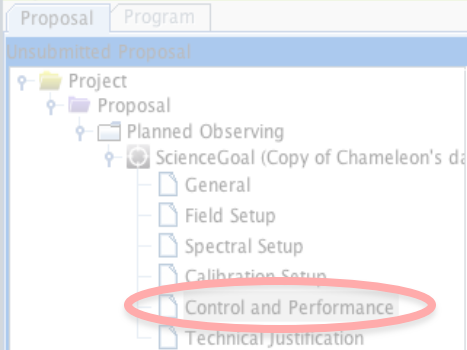 Proposal Program
Unsubmitted Proposal
Project
Proposal
Planned Observing
ScienceGoal (Copy of Chameleon's da
General
Field Setup
Spectral Setup
Calibration Setup
Control and Performance
Technical Justification